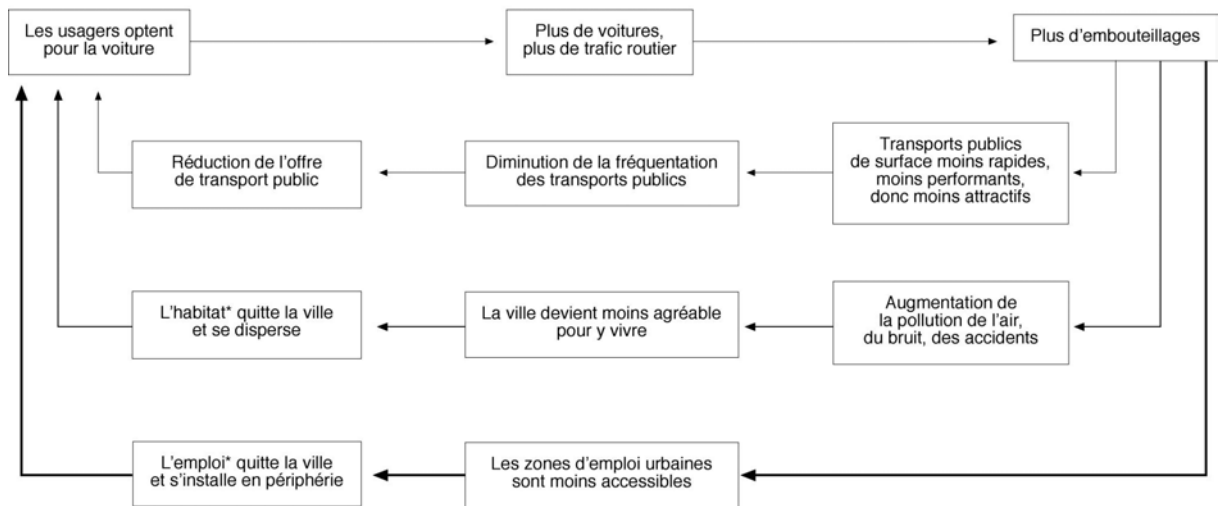 Les usagers optent
pour la voiture
Plus de voitures,
plus de trafic routier
Plus d’embouteillages
Réduction de l’offre
de transport public
Diminution de la fréquentation
des transports publics
Transports publics
de surface moins rapides,
moins performants,
donc moins attractifs
L’habitat* quitte la ville
et se disperse
La ville devient moins agréable
pour y vivre
Augmentation de
la pollution de l’air,
du bruit, des accidents
L’emploi* quitte la ville
et s’installe en périphérie
Les zones d’emploi urbaines
sont moins accessibles